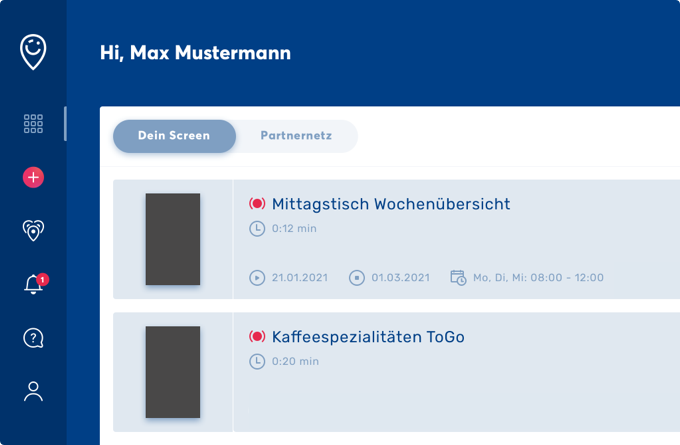 Hi, Max Mustermann
Dein Screen
Partnernetz
Mittagstisch Wochenübersicht
0:12 min
21.01.2021
01.03.2021
Mo, Di, Mi: 08:00 - 12:00
1
?
Kaffeespezialitäten ToGo
0:20 min